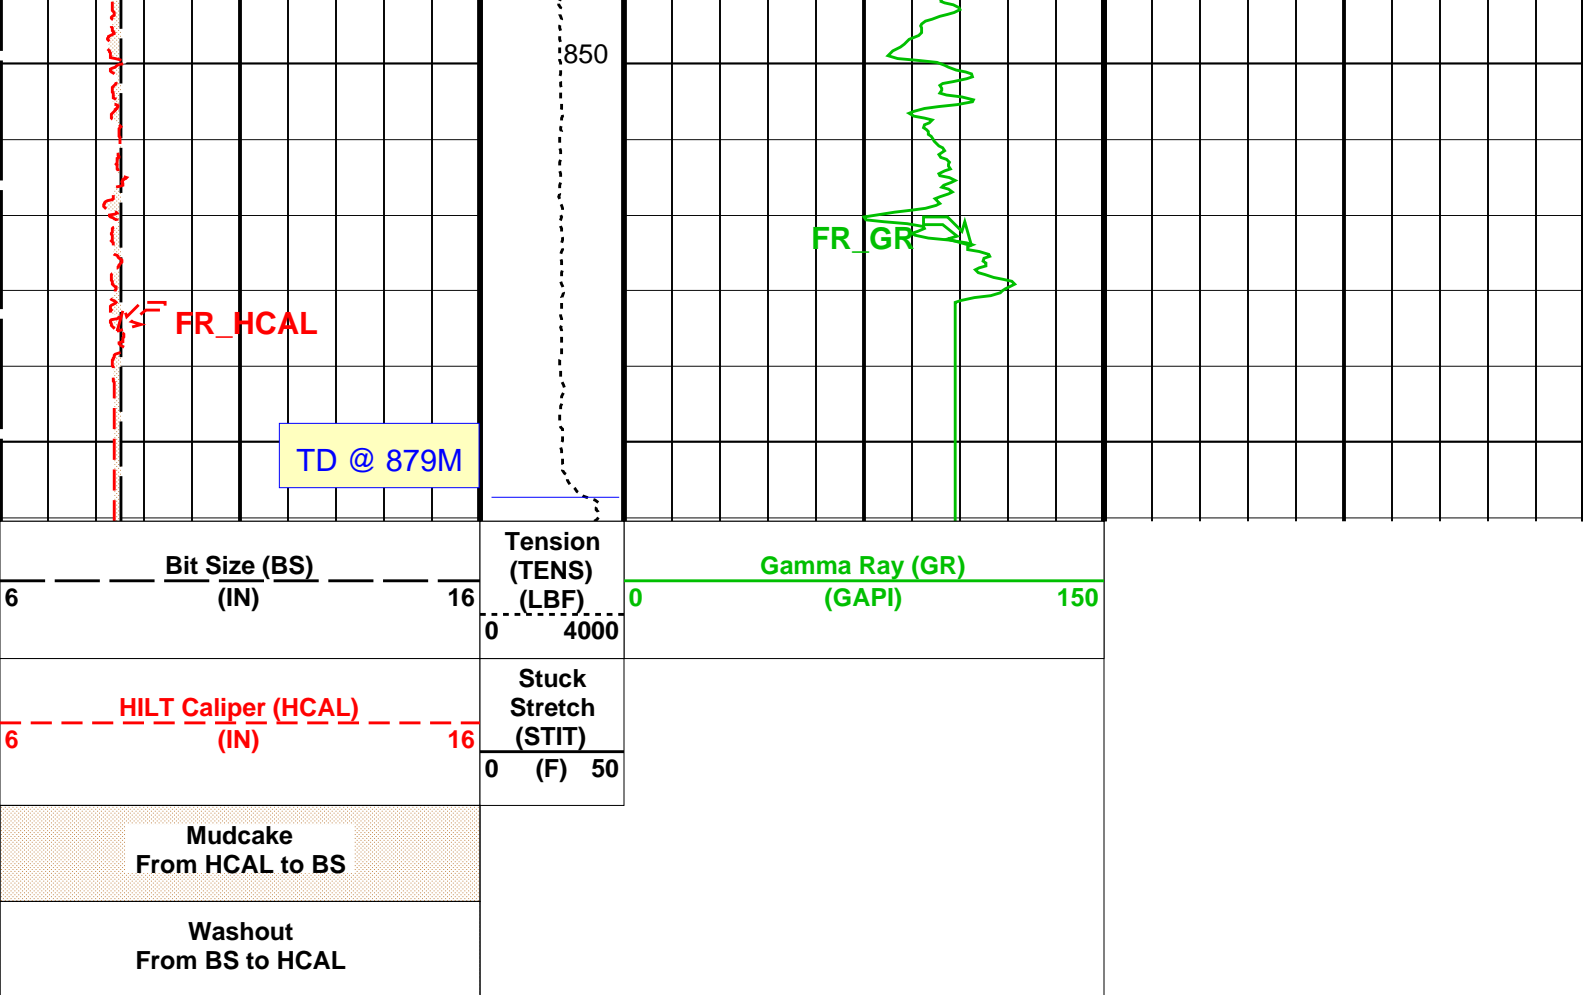 850
FR_GR
FR_HCAL
TD @ 879M
Bit Size (BS)
6 (IN) 16
Tension
(TENS)
(LBF)
0 4000
Gamma Ray (GR)
0 (GAPI) 150
HILT Caliper (HCAL)
6 (IN) 16
Stuck
Stretch
(STIT)
0 (F) 50
Mudcake
From HCAL to BS
Washout
From BS to HCAL